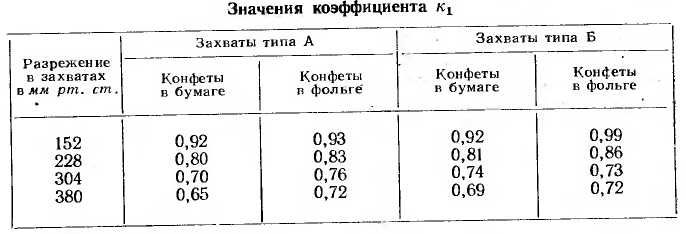 Значения коэффициента к₁
Захваты типа А Захваты типа Б
Разрежение в захватах в мм рт. ст.
Конфеты в бумаге Конфеты в фольге Конфеты в бумаге Конфеты в фольге
152 0,92 0,93 0,92 0,99
228 0,80 0,83 0,81 0,86
304 0,70 0,76 0,74 0,73
380 0,65 0,72 0,69 0,72